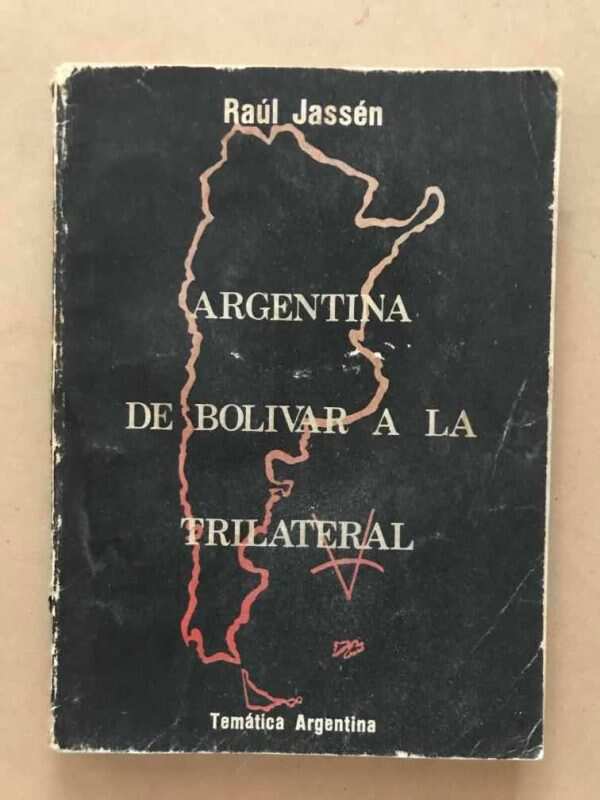 Raúl Jassén
ARGENTINA
DE BOLIVAR A LA
TRILATERAL
Temática Argentina